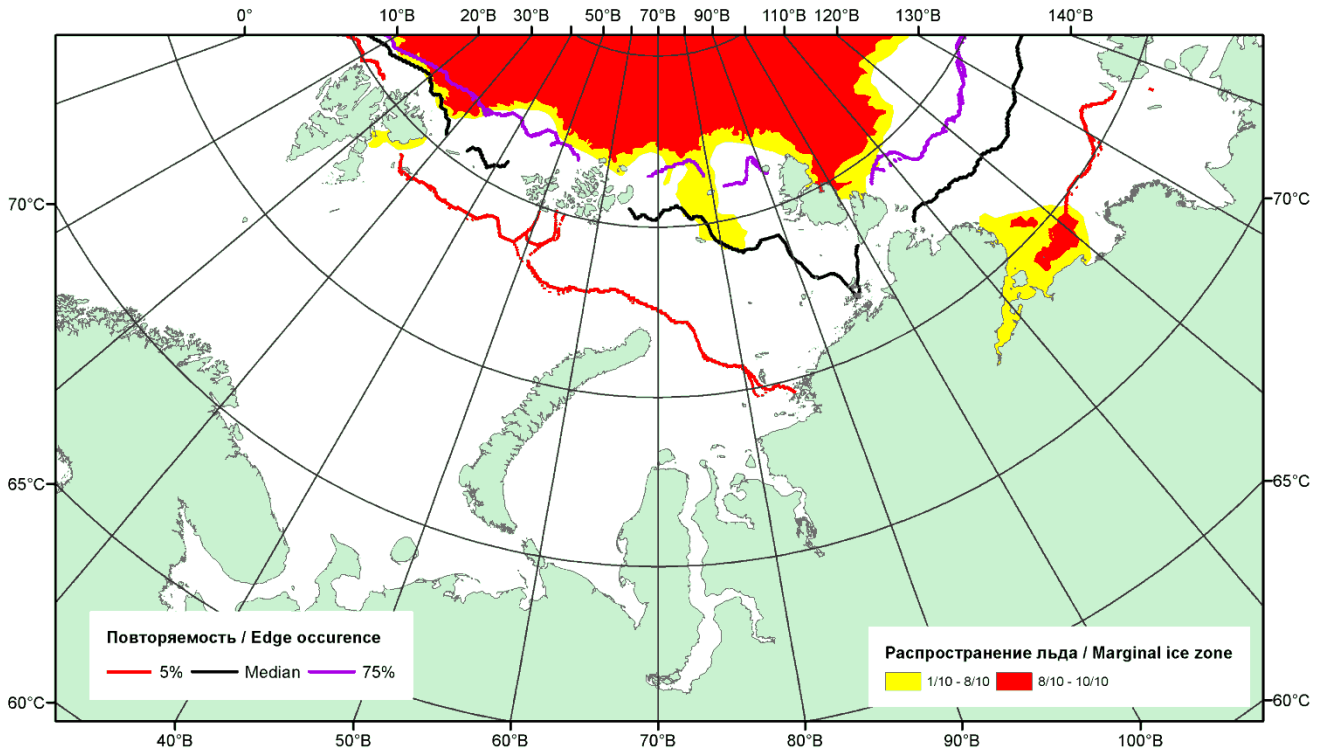 0° 10°В 20°В 30°В 50°В 70°В 90°В 110°В 120°В 130°В 140°В
70°С 70°С
65°С 65°С
Повторяемость / Edge occurence
5% Median 75%
Распространение льда / Marginal ice zone
1/10 - 8/10 8/10 - 10/10
60°С 60°С
40°В 50°В 60°В 70°В 80°В 90°В 100°В